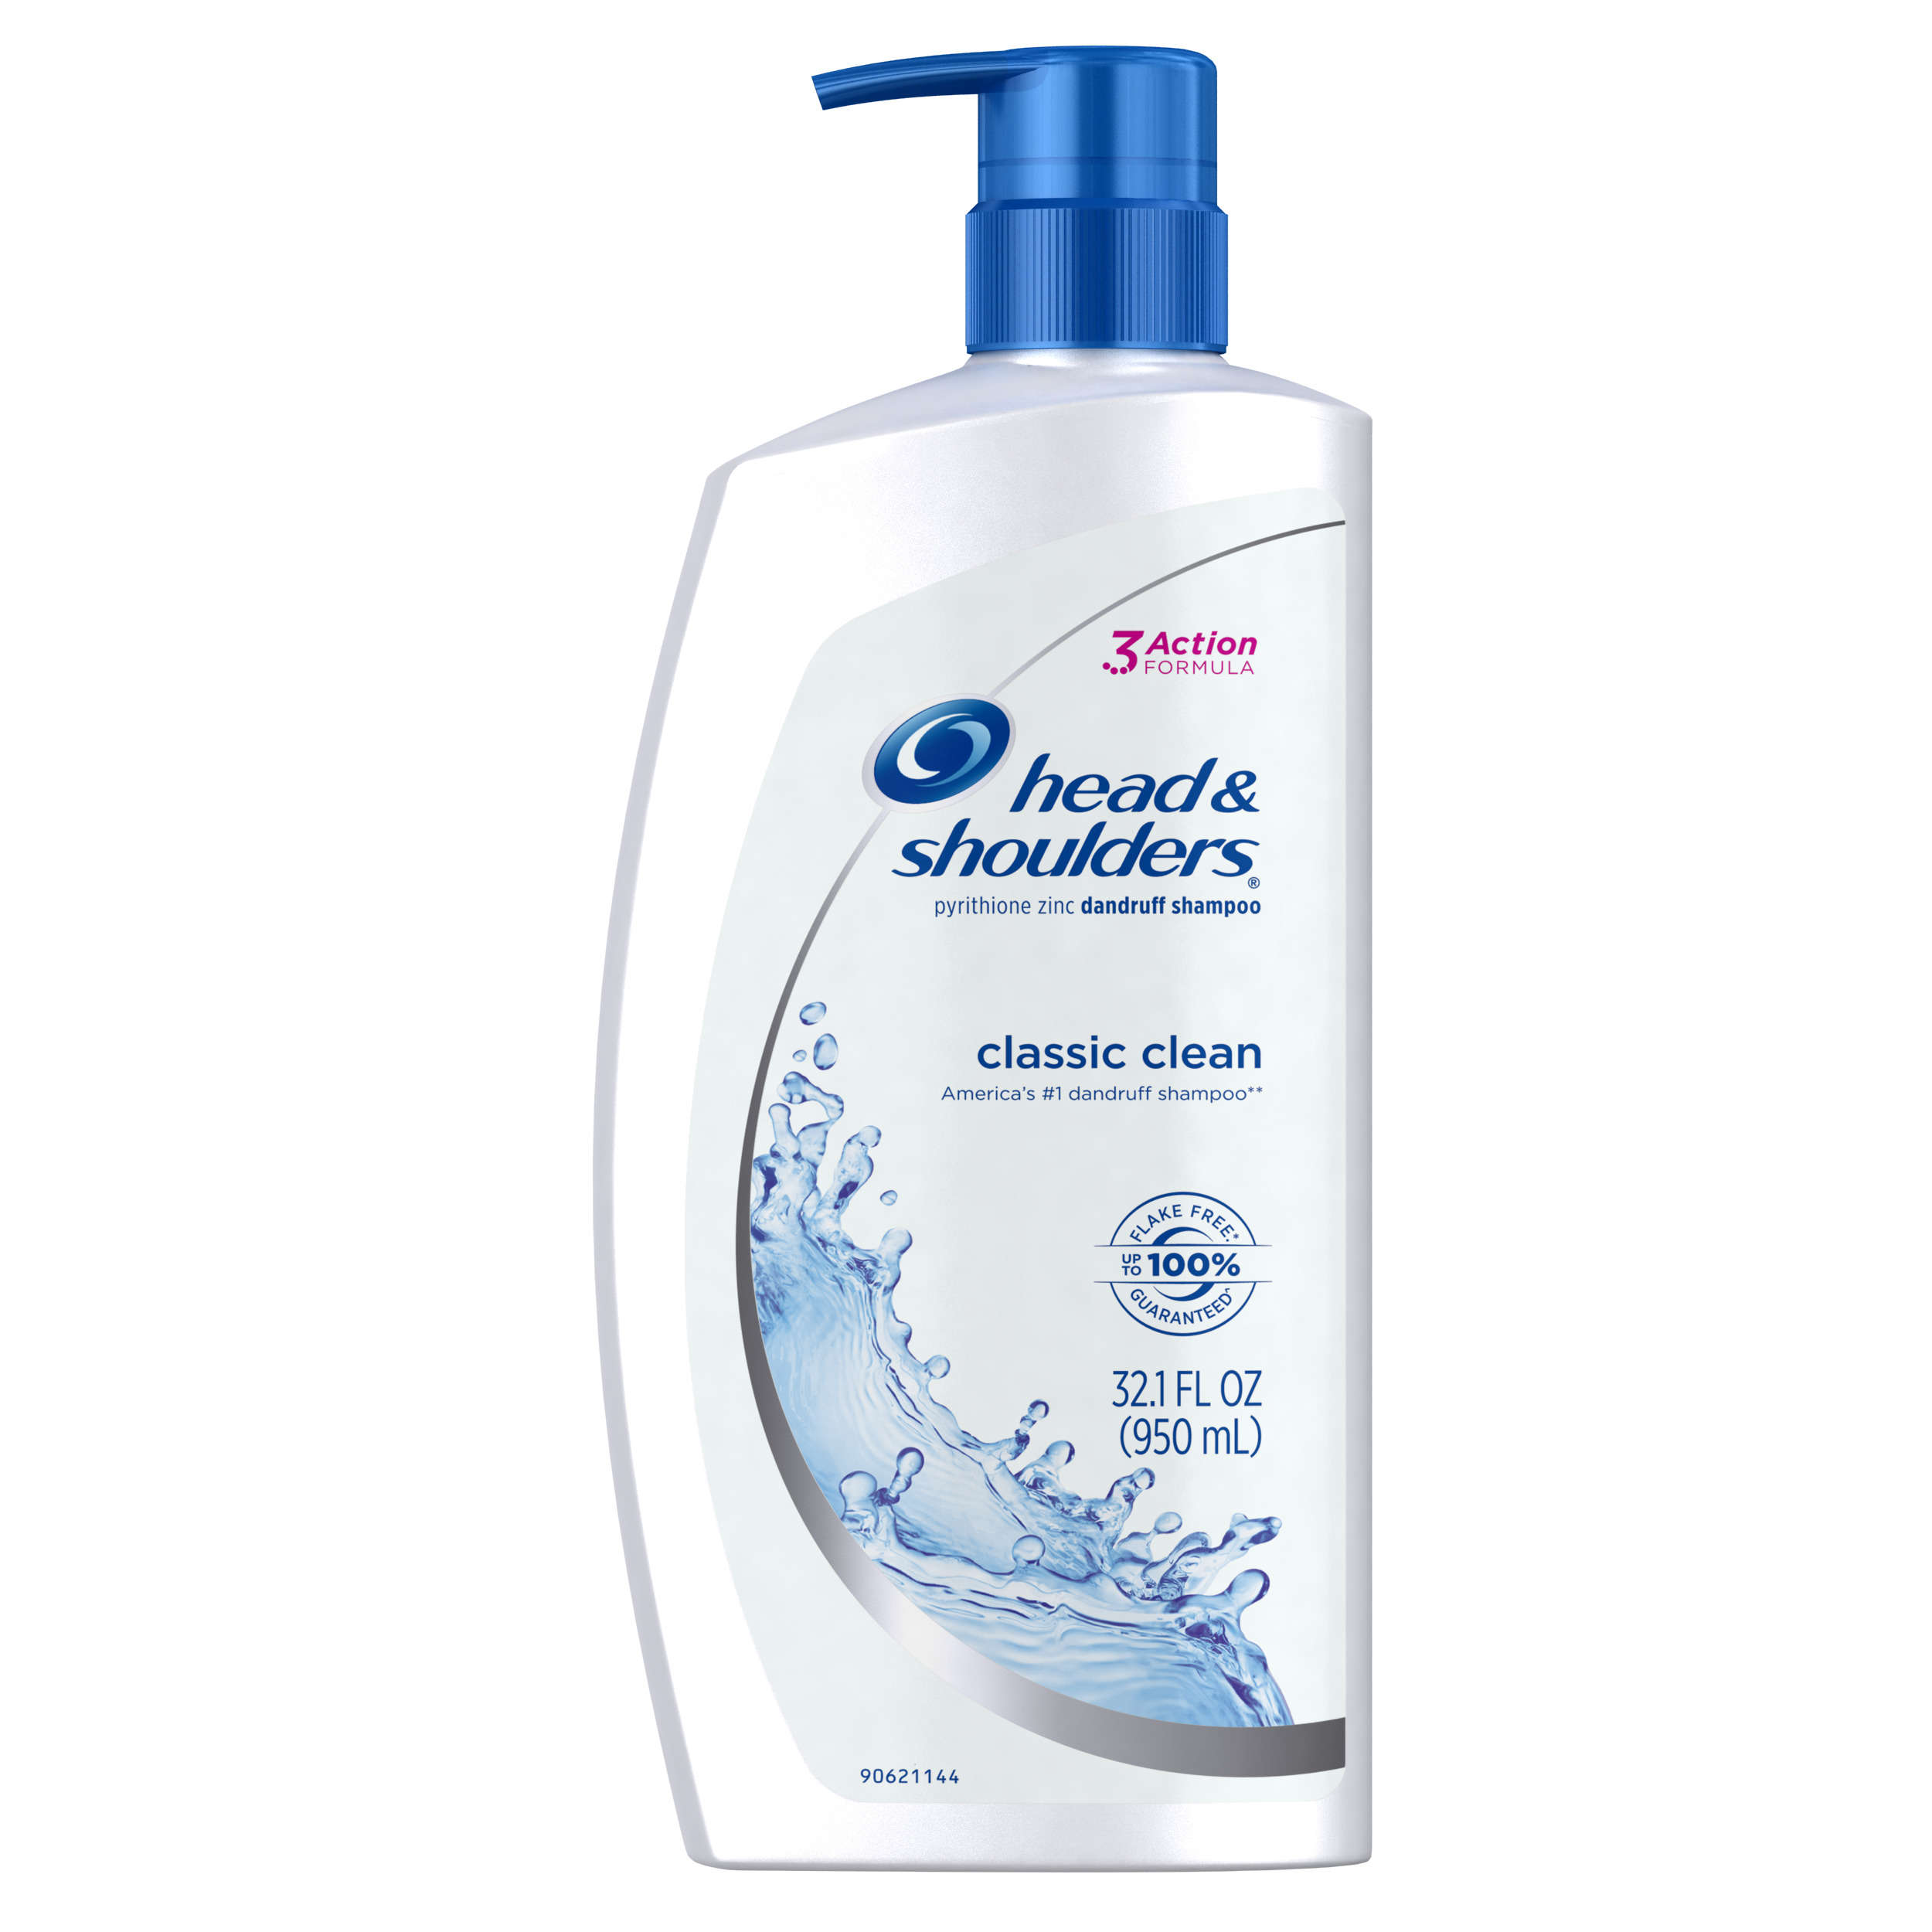 3 Action
FORMULA
head &
shoulders®
pyrithione zinc dandruff shampoo
classic clean
America's #1 dandruff shampoo**
FLAKE FREE:*
UP TO 100%
GUARANTEED^
32.1 FL OZ
(950 mL)
90621144